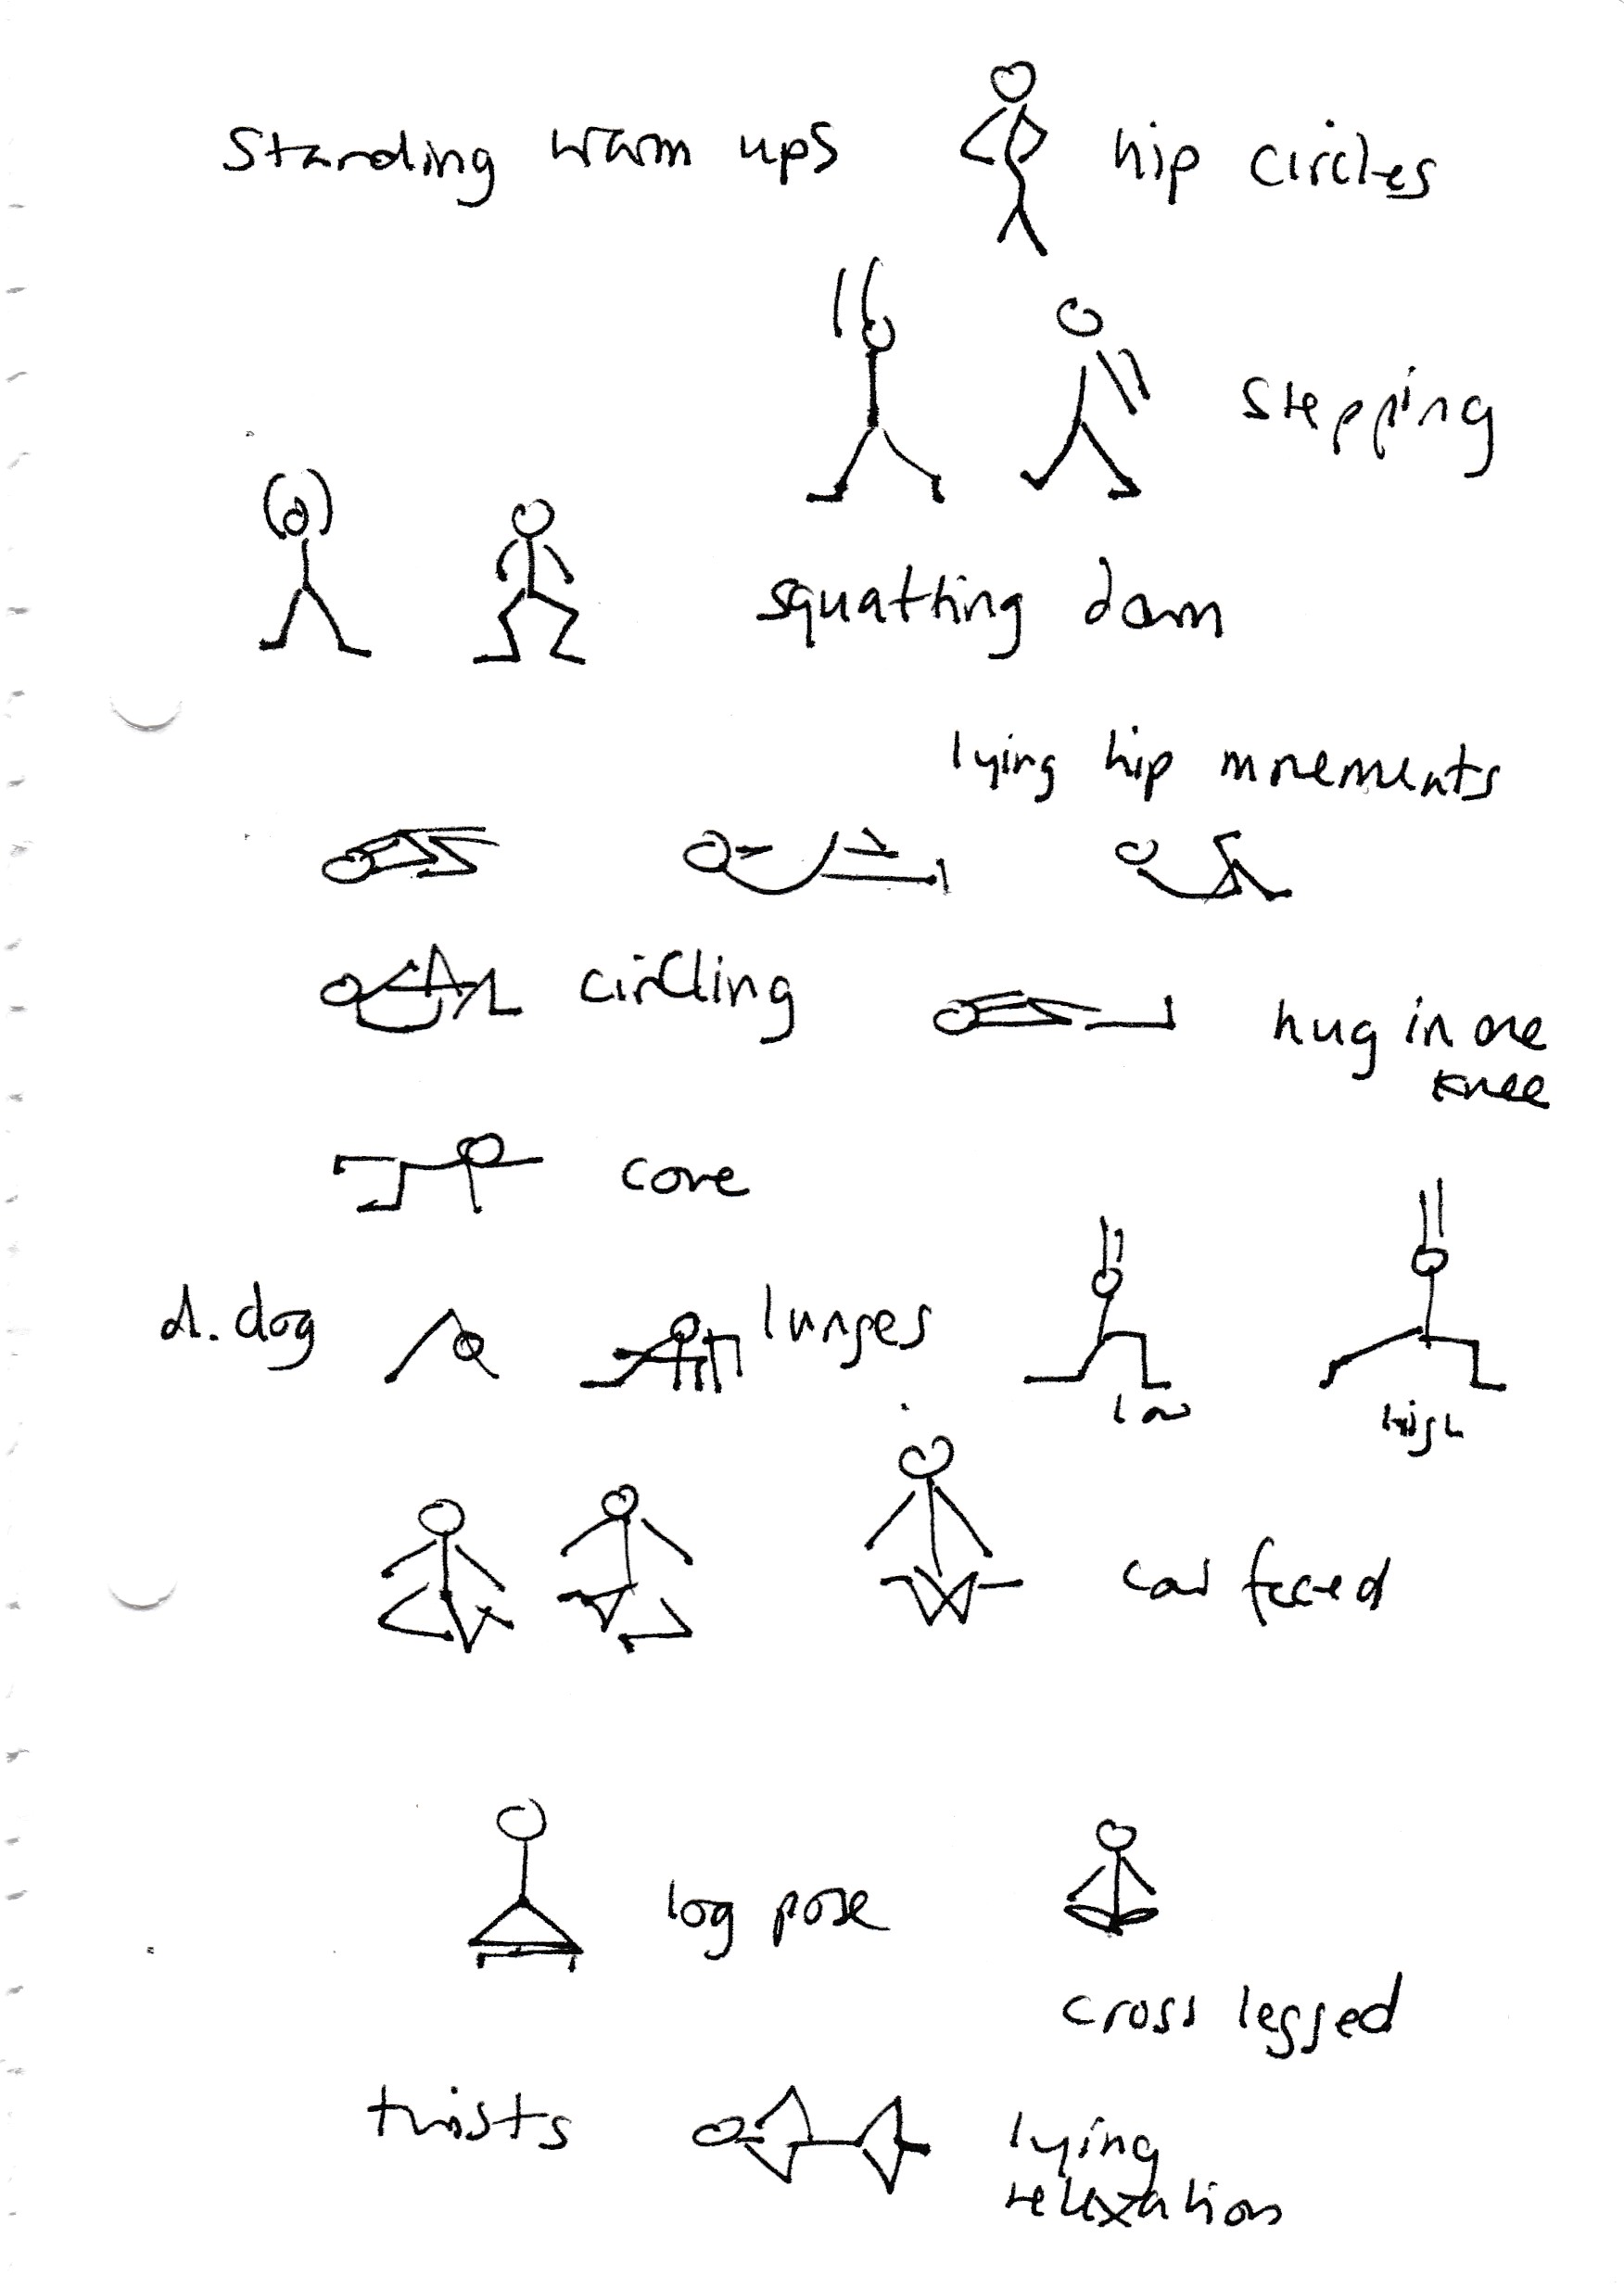 Standing warm ups hip circles
stepping
squatting down
lying hip movements
circling
hug in one
knee
core
d. dog lunges
low
high
cow faced
log pose
cross legged
twists
lying
relaxation